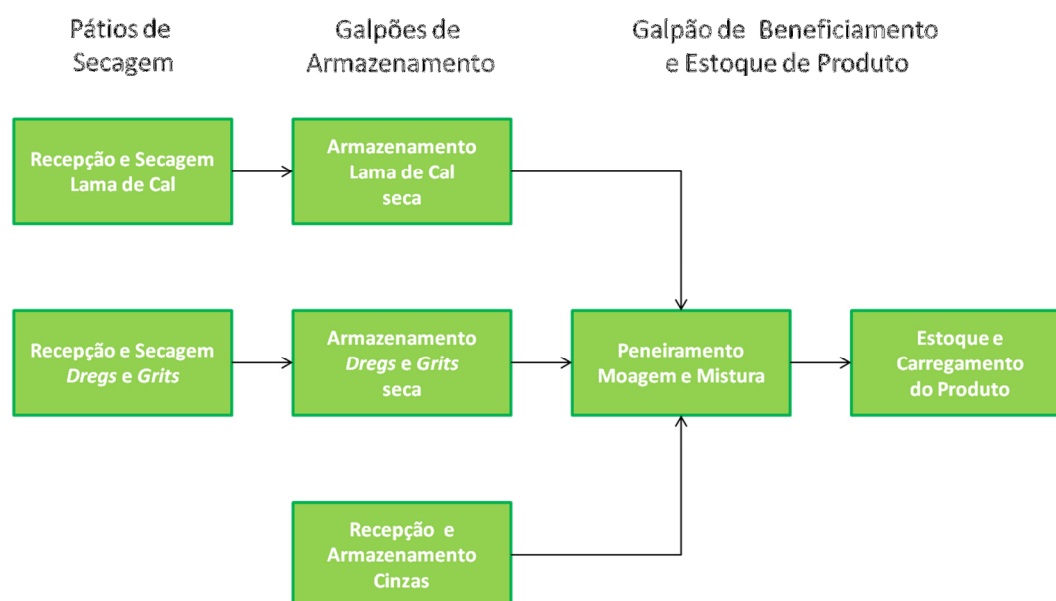 Pátios de
Secagem
Galpões de
Armazenamento
Galpão de Beneficiamento
e Estoque de Produto
Recepção e Secagem
Lama de Cal
Armazenamento
Lama de Cal
seca
Recepção e Secagem
Dregs e Grits
Armazenamento
Dregs e Grits
seca
Peneiramento
Moagem e Mistura
Estoque e
Carregamento
do Produto
Recepção e
Armazenamento
Cinzas